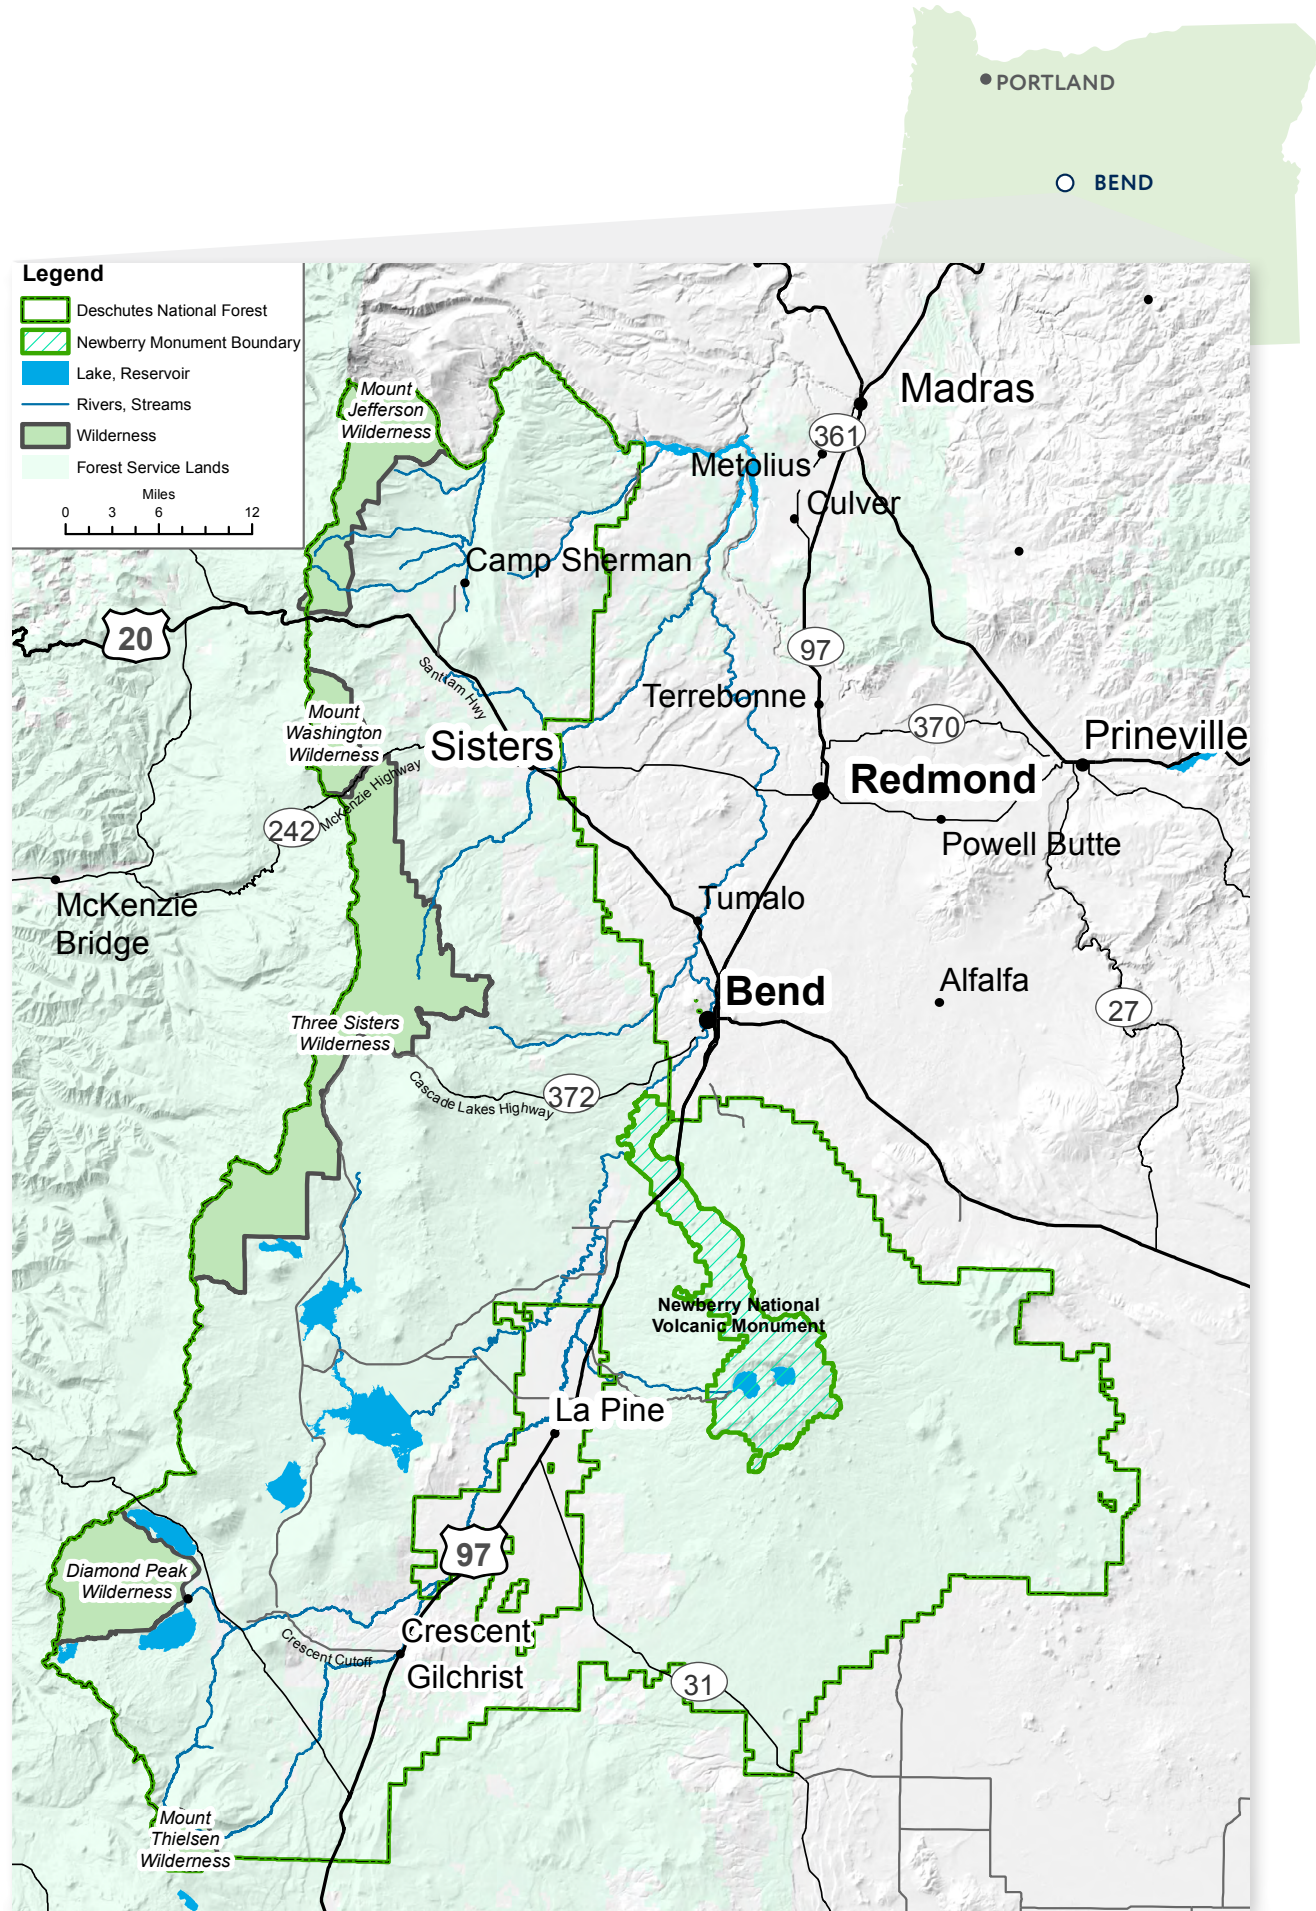 PORTLAND
BEND
Legend
Deschutes National Forest
Newberry Monument Boundary
Lake, Reservoir
Rivers, Streams
Wilderness
Forest Service Lands
Miles
0 3 6 12
Mount
Jefferson
Wilderness
Madras
361
Metolius
Culver
Camp Sherman
20
97
Santiam Hwy
Terrebonne
Mount
Washington
Wilderness
370
Sisters
Prineville
McKenzie Highway
Redmond
242
Powell Butte
McKenzie
Bridge
Tumalo
Bend
Alfalfa
27
Three Sisters
Wilderness
372
Cascade Lakes Highway
Newberry National
Volcanic Monument
La Pine
97
Diamond Peak
Wilderness
Crescent
Crescent Cutoff
Gilchrist
31
Mount
Thielsen
Wilderness